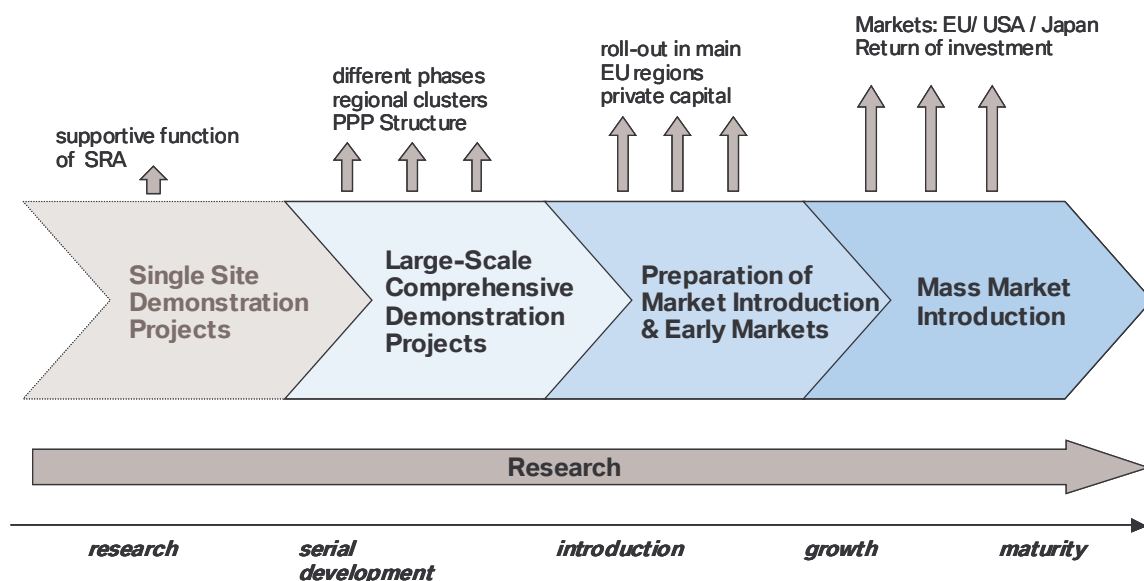 Markets: EU/ USA / Japan
Return of investment
roll-out in main
EU regions
private capital
different phases
regional clusters
PPP Structure
supportive function
of SRA
Single Site
Demonstration
Projects
Large-Scale
Comprehensive
Demonstration
Projects
Preparation of
Market Introduction
& Early Markets
Mass Market
Introduction
Research
research
serial
development
introduction
growth
maturity